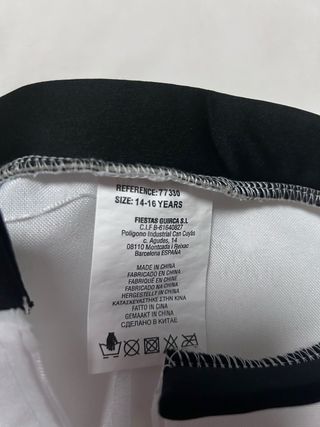 REFERENCE: 77330
SIZE: 14-16 YEARS
FIESTAS GUIRCA S.L
C.I.F B-61640827
Polígono Industrial Can Cuyàs
c. Agudes, 14
08110 Montcada i Reixac
Barcelona ESPAÑA
MADE IN CHINA
FABRICADO EN CHINA
FABRIQUÉ EN CHINE
FABRICADO NA CHINA
HERGESTELLT IN CHINA
ΚΑΤΑΣΚΕΥΑΣΤΗΚΕ ΣΤΗΝ ΚΙΝΑ
FATTO IN CINA
GEMAAKT IN CHINA
СДЕЛАНО В КИТАЕ